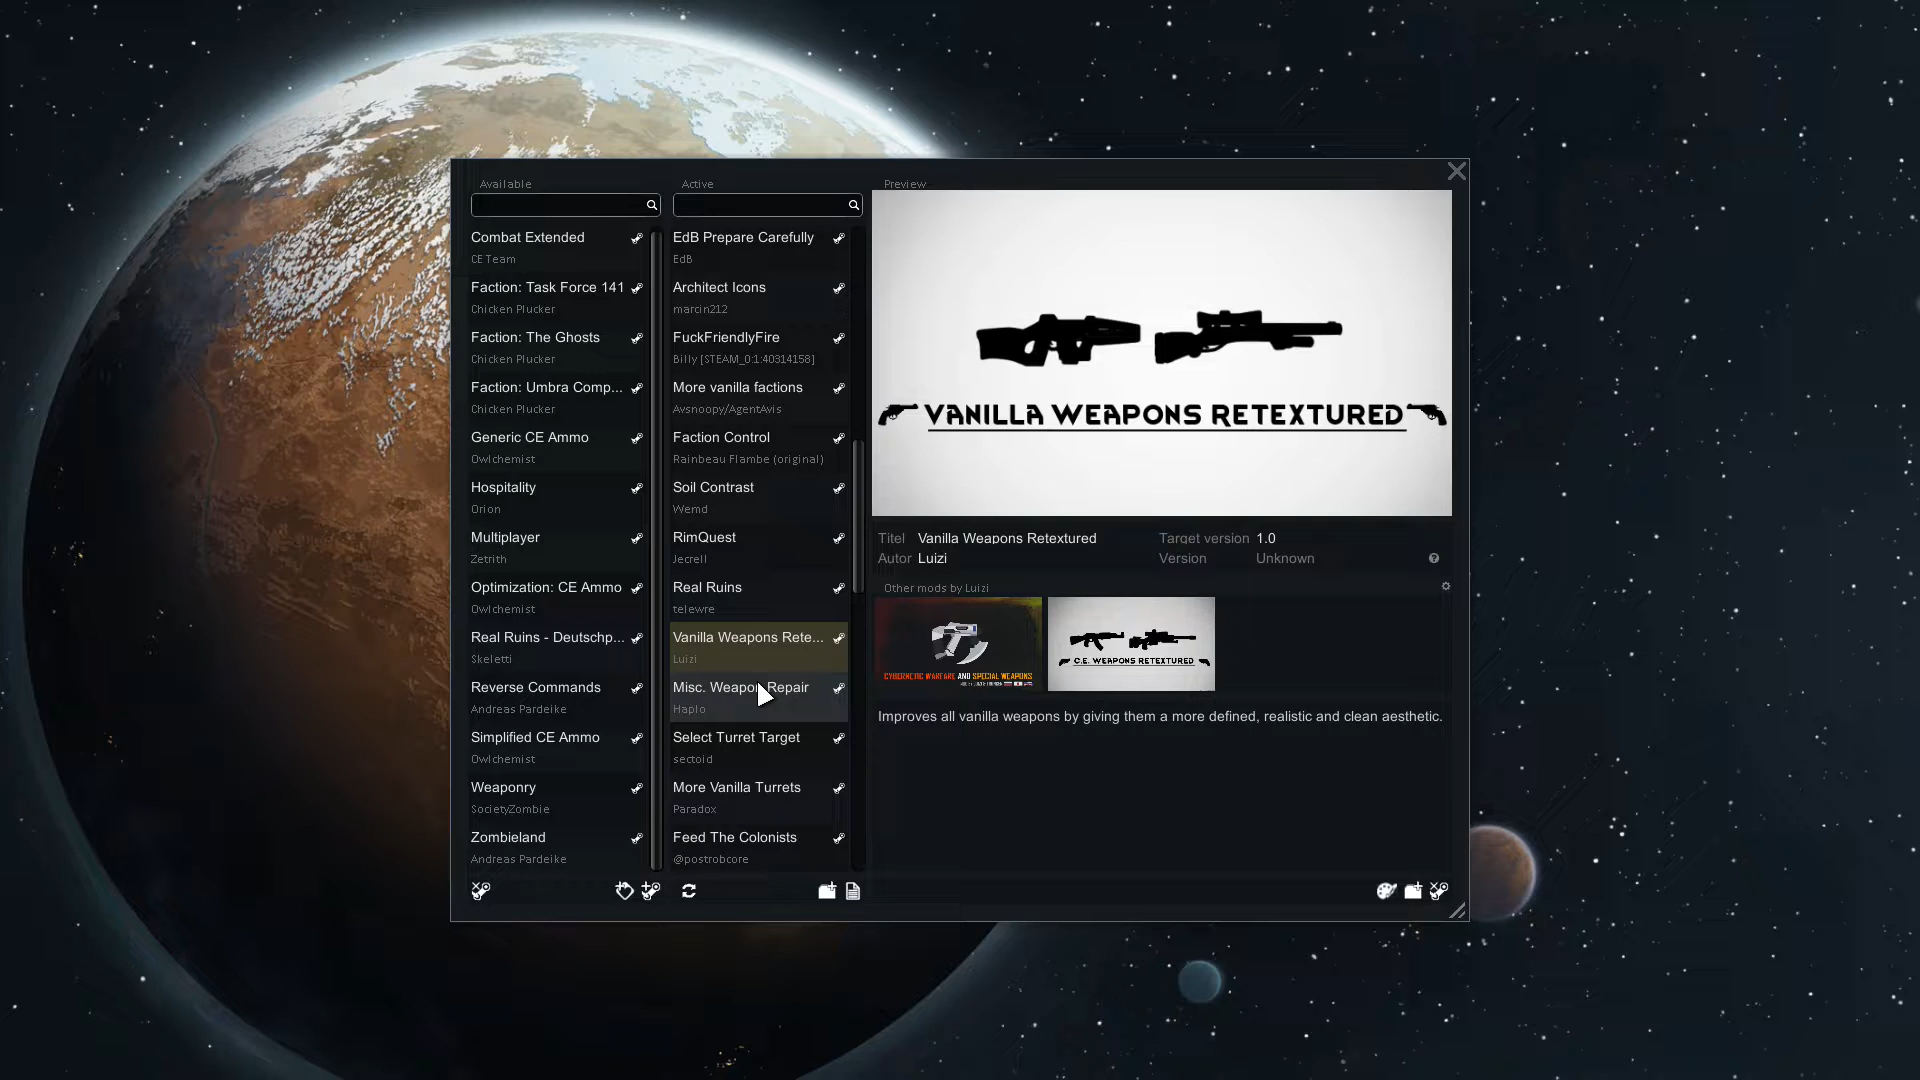 Available
Combat Extended
CE Team
Faction: Task Force 141
Chicken Plucker
Faction: The Ghosts
Chicken Plucker
Faction: Umbra Comp...
Chicken Plucker
Generic CE Ammo
Owlchemist
Hospitality
Orion
Multiplayer
Zetrith
Optimization: CE Ammo
Owlchemist
Real Ruins - Deutschp...
Skeletti
Reverse Commands
Andreas Pardeike
Simplified CE Ammo
Owlchemist
Weaponry
SocietyZombie
Zombieland
Andreas Pardeike
Active
EdB Prepare Carefully
EdB
Architect Icons
marcin212
FuckFriendlyFire
Billy [STEAM_0:1:40314158]
More vanilla factions
Avsnoopy/AgentAvis
Faction Control
Rainbeau Flambe (original)
Soil Contrast
Wemd
RimQuest
Jecrell
Real Ruins
telewre
Vanilla Weapons Rete...
Luizi
Misc. Weapon Repair
Haplo
Select Turret Target
sectoid
More Vanilla Turrets
Paradox
Feed The Colonists
@postrobcore
Preview
VANILLA WEAPONS RETEXTURED
Titel Vanilla Weapons Retextured Target version 1.0
Autor Luizi Version Unknown
Other mods by Luizi
CYBERNETIC WARFARE AND SPECIAL WEAPONS
C.E. WEAPONS RETEXTURED
Improves all vanilla weapons by giving them a more defined, realistic and clean aesthetic.